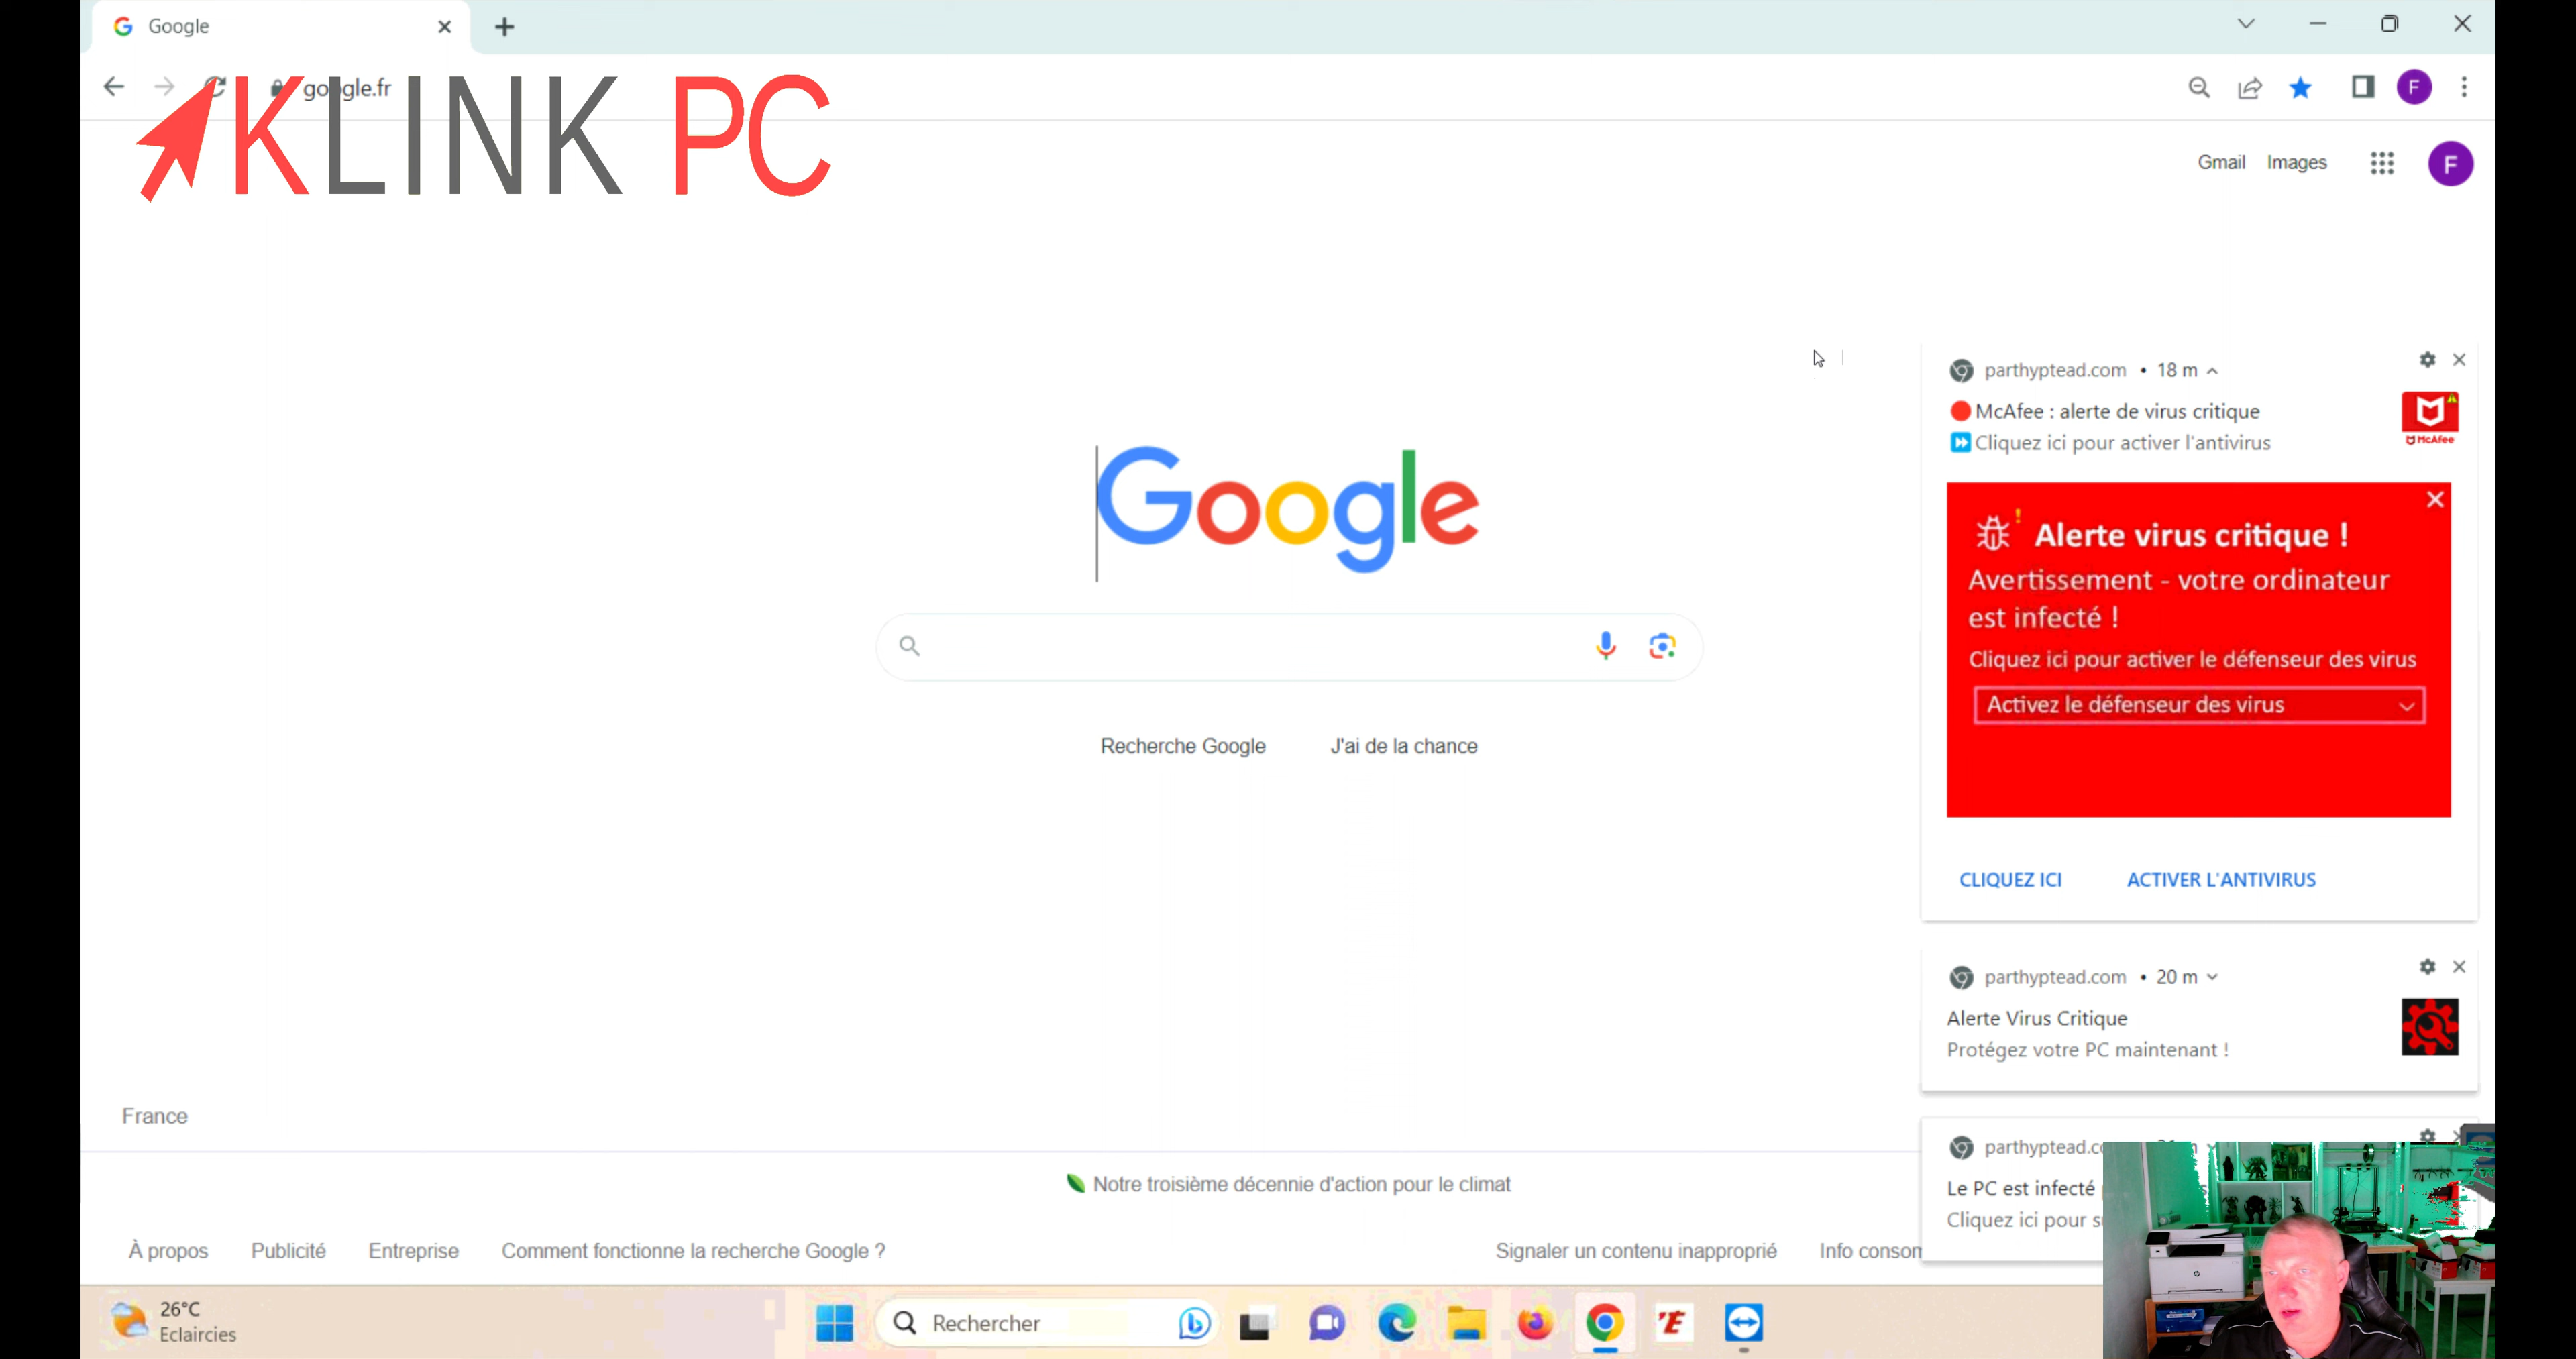 Google
google.fr
KLINK PC
F
Gmail Images
F
parthyptead.com • 18 m
McAfee : alerte de virus critique
Cliquez ici pour activer l'antivirus
McAfee
Alerte virus critique !
Avertissement - votre ordinateur
est infecté !
Cliquez ici pour activer le défenseur des virus
Activez le défenseur des virus
CLIQUEZ ICI ACTIVER L'ANTIVIRUS
Google
Recherche Google J'ai de la chance
parthyptead.com • 20 m
Alerte Virus Critique
Protégez votre PC maintenant !
parthyptead.c
Le PC est infecté
Cliquez ici pour
France
Notre troisième décennie d'action pour le climat
À propos Publicité Entreprise Comment fonctionne la recherche Google ? Signaler un contenu inapproprié Info conso
26°C
Eclaircies
Rechercher